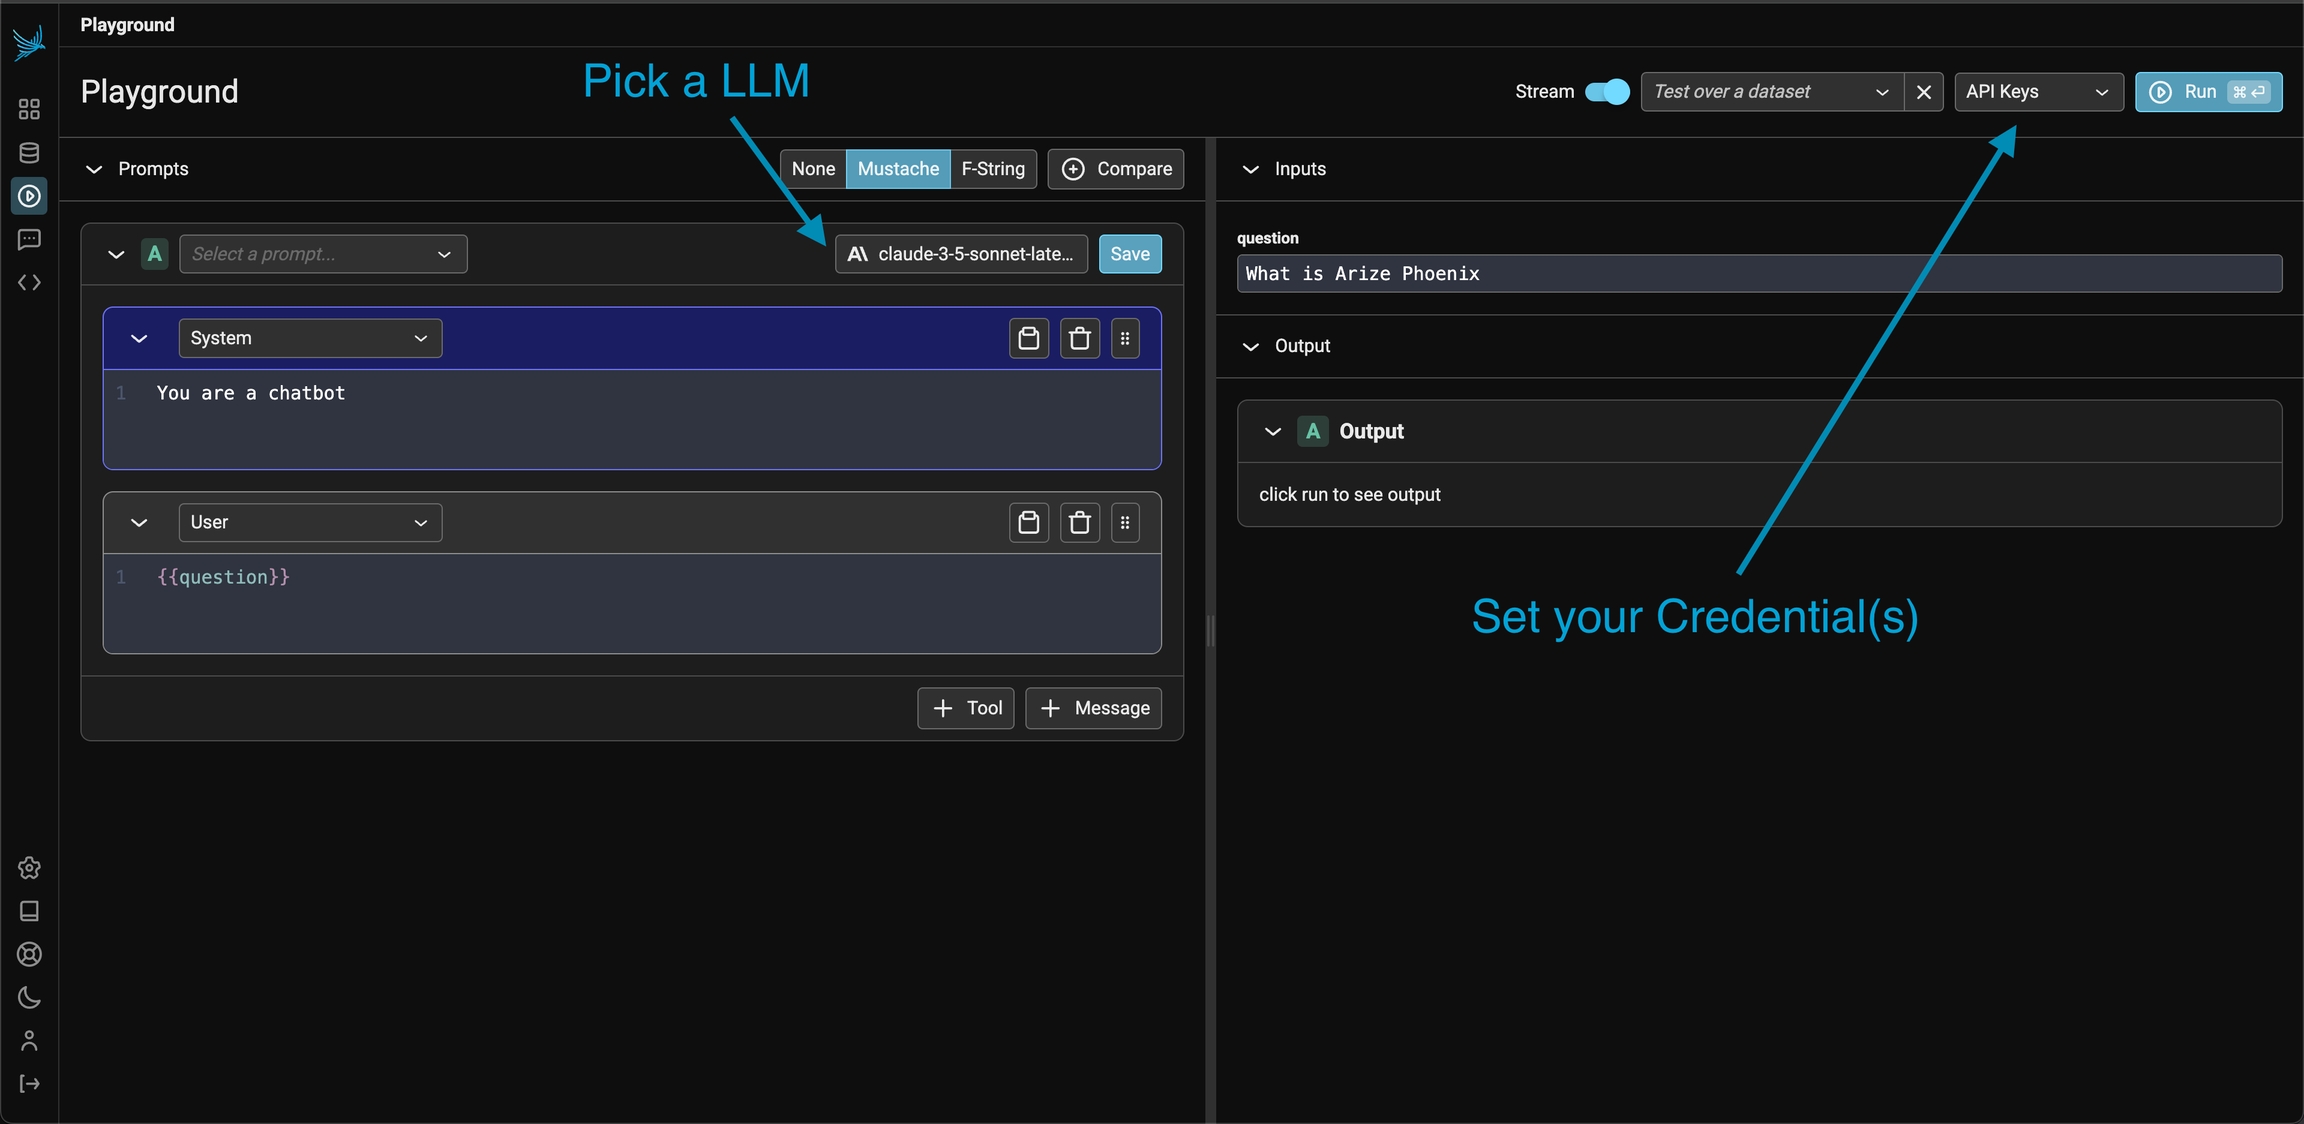 Playground
Playground
Pick a LLM
Stream
Test over a dataset
API Keys
Run ⌘ ⏎
Prompts
None
Mustache
F-String
Compare
Inputs
A
Select a prompt...
A\ claude-3-5-sonnet-late...
Save
question
What is Arize Phoenix
System
1 You are a chatbot
Output
A Output
click run to see output
User
1 {{question}}
Set your Credential(s)
Tool
Message